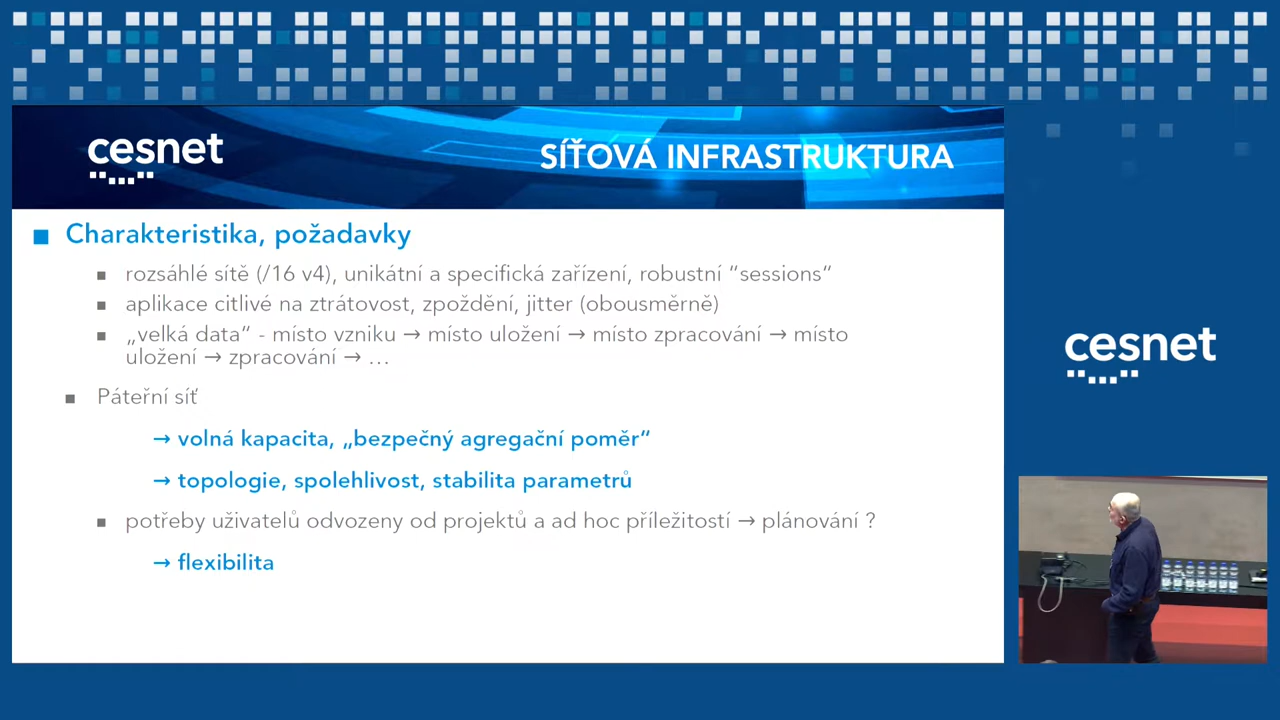 cesnet
SÍŤOVÁ INFRASTRUKTURA
Charakteristika, požadavky
rozsáhlé sítě (/16 v4), unikátní a specifická zařízení, robustní “sessions“
aplikace citlivé na ztrátovost, zpoždění, jitter (obousměrně)
„velká data“ - místo vzniku → místo uložení → místo zpracování → místo
uložení → zpracování → …
Páteřní síť
→ volná kapacita, „bezpečný agregační poměr“
→ topologie, spolehlivost, stabilita parametrů
potřeby uživatelů odvozeny od projektů a ad hoc příležitostí → plánování ?
→ flexibilita
cesnet